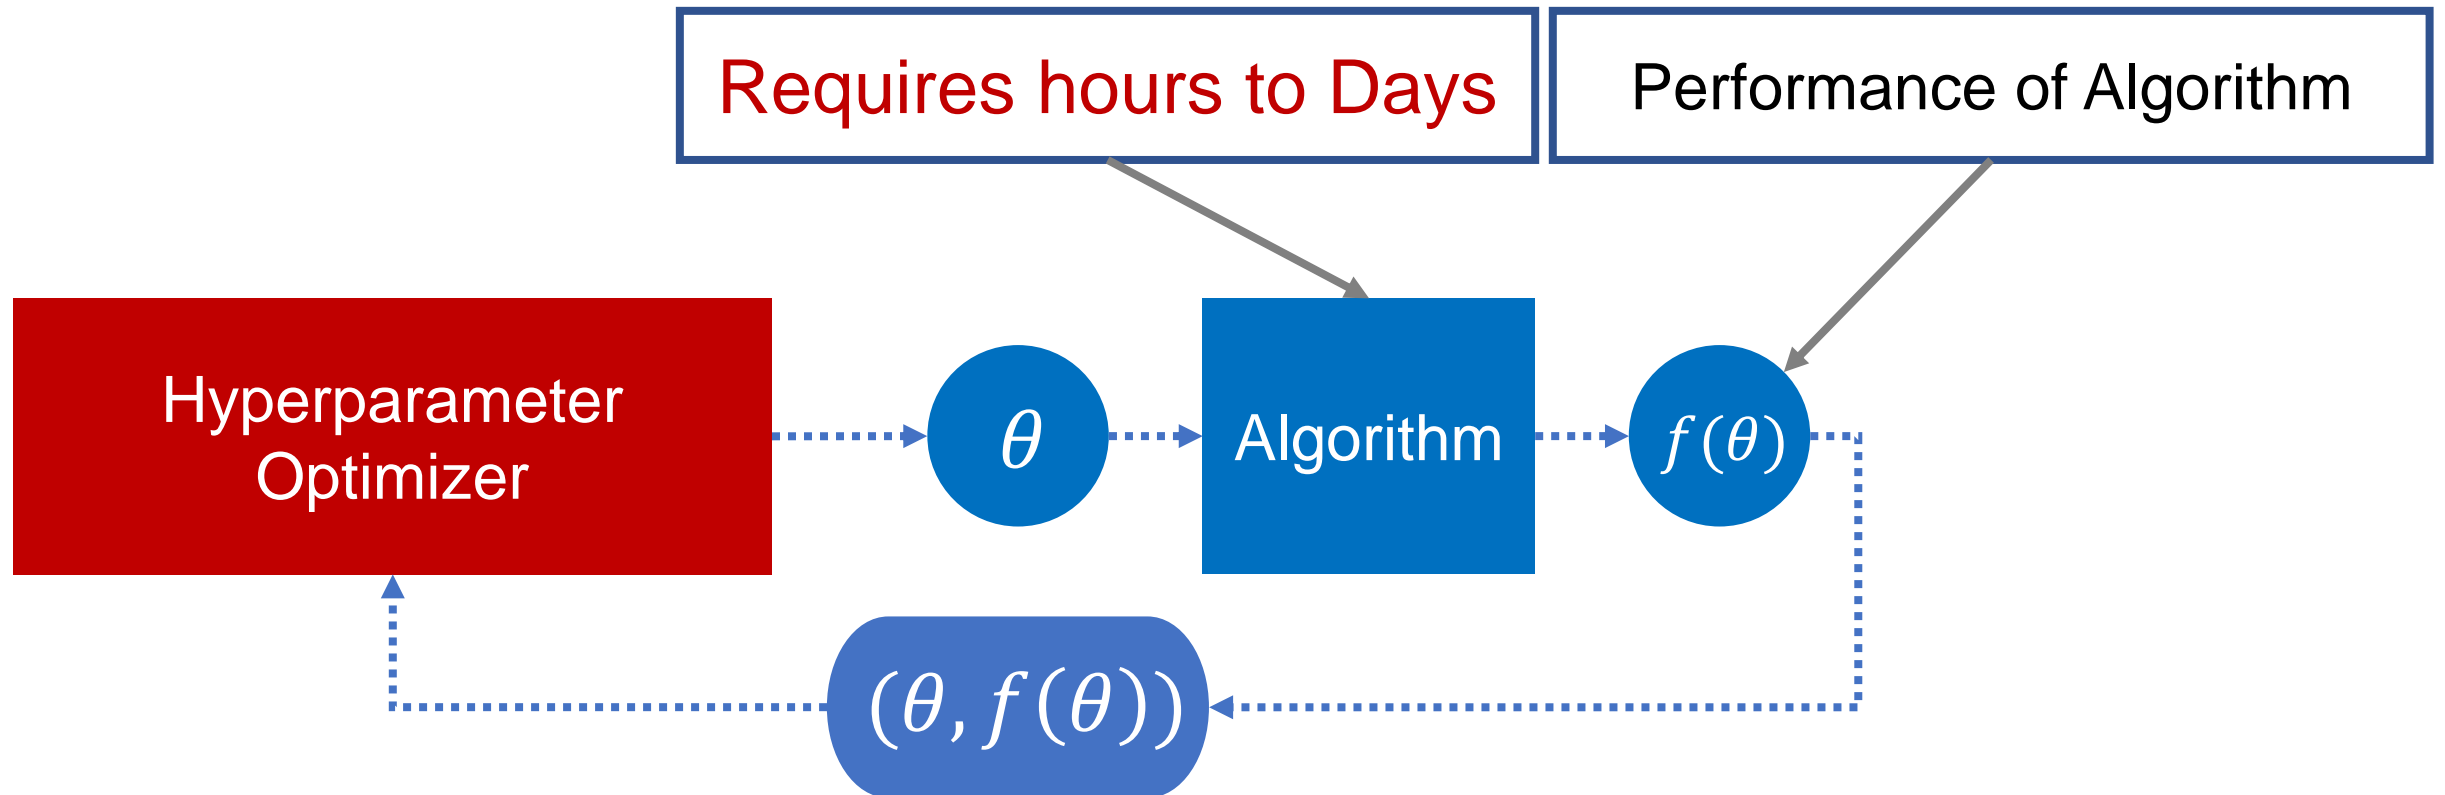 Requires hours to Days
Performance of Algorithm
Hyperparameter
Optimizer
θ
Algorithm
f(θ)
(θ, f(θ))